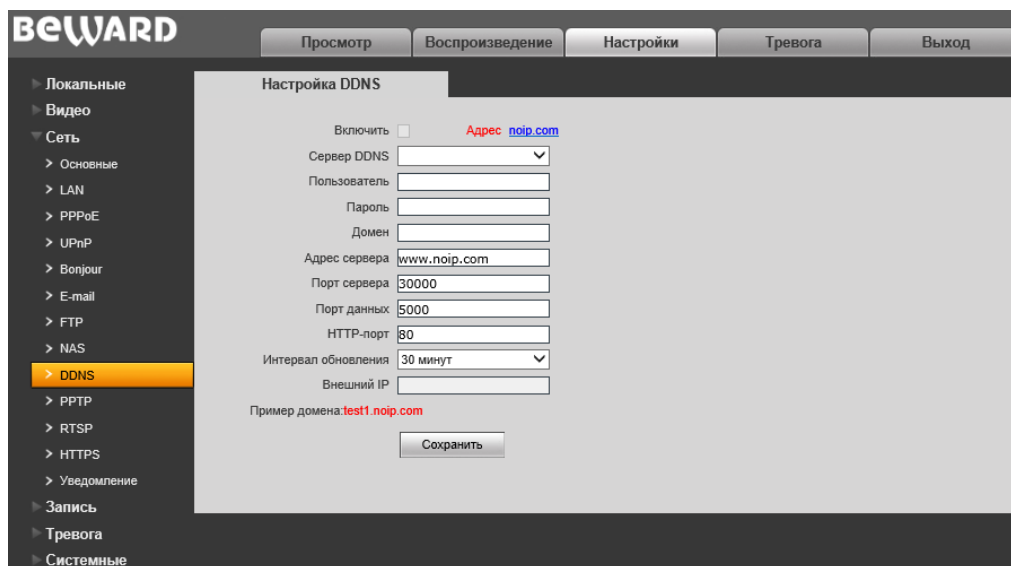 BEWARD
Просмотр Воспроизведение Настройки Тревога Выход
Локальные
Видео
Сеть
Основные
LAN
PPPoE
UPnP
Bonjour
E-mail
FTP
NAS
DDNS
PPTP
RTSP
HTTPS
Уведомление
Запись
Тревога
Системные
Настройка DDNS
Включить Адрес noip.com
Сервер DDNS
Пользователь
Пароль
Домен
Адрес сервера www.noip.com
Порт сервера 30000
Порт данных 5000
HTTP-порт 80
Интервал обновления 30 минут
Внешний IP
Пример домена:test1.noip.com
Сохранить